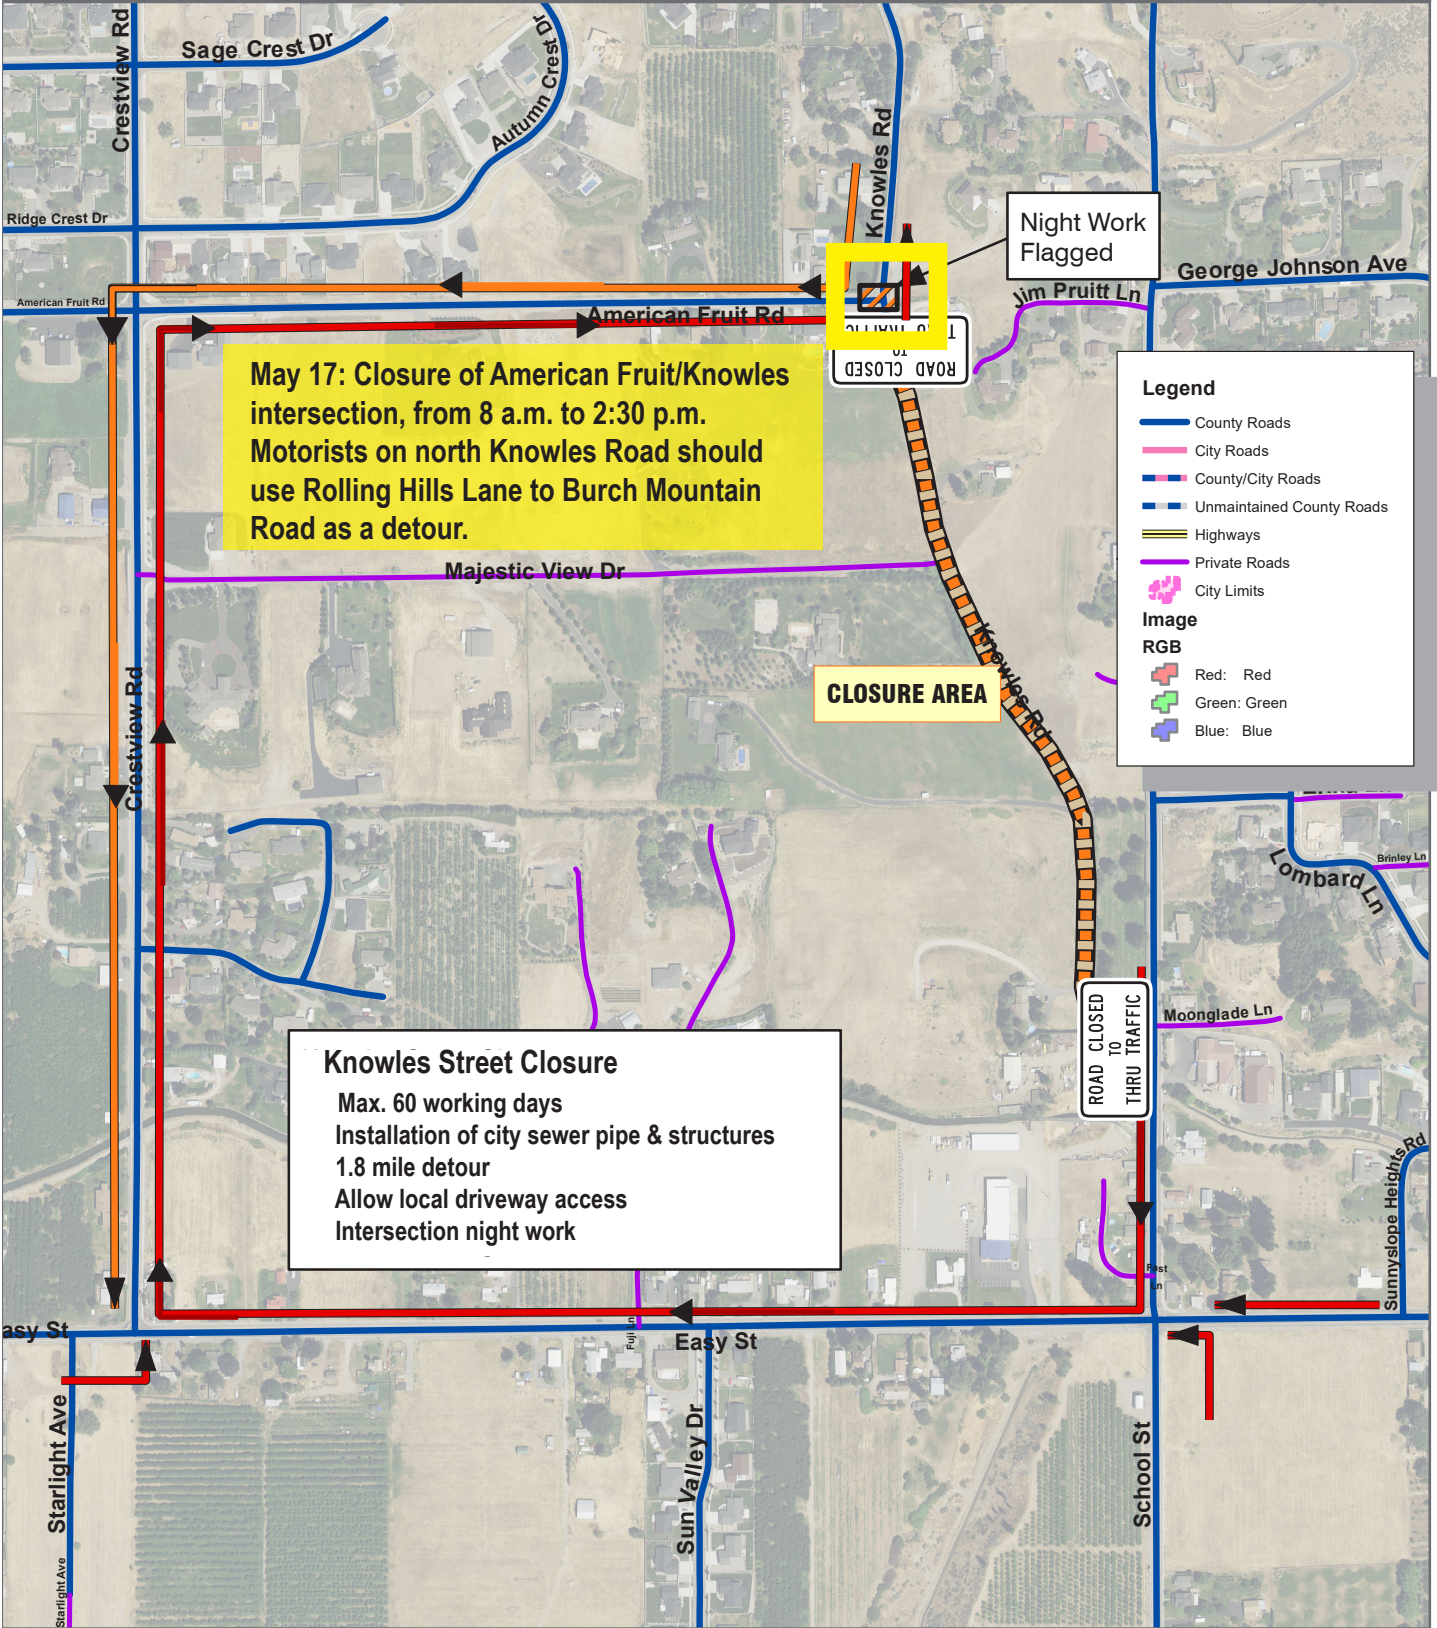 Crestview Rd
Sage Crest Dr
Autumn Crest Dr
Ridge Crest Dr
Knowles Rd
Night Work
Flagged
George Johnson Ave
Jim Pruitt Ln
American Fruit Rd
American Fruit Rd
ROAD CLOSED
TO
May 17: Closure of American Fruit/Knowles
intersection, from 8 a.m. to 2:30 p.m.
Motorists on north Knowles Road should
use Rolling Hills Lane to Burch Mountain
Road as a detour.
Legend
County Roads
City Roads
County/City Roads
Unmaintained County Roads
Highways
Private Roads
City Limits
Image
RGB
Red: Red
Green: Green
Blue: Blue
Majestic View Dr
Knowles Rd
CLOSURE AREA
Crestview Rd
Lombard Ln
Brinley Ln
Moonglade Ln
ROAD CLOSED
TO
THRU TRAFFIC
Knowles Street Closure
Max. 60 working days
Installation of city sewer pipe & structures
1.8 mile detour
Allow local driveway access
Intersection night work
Sunnyslope Heights Rd
Fuji Ln
asy St
Easy St
Starlight Ave
Sun Valley Dr
School St
Starlight Ave